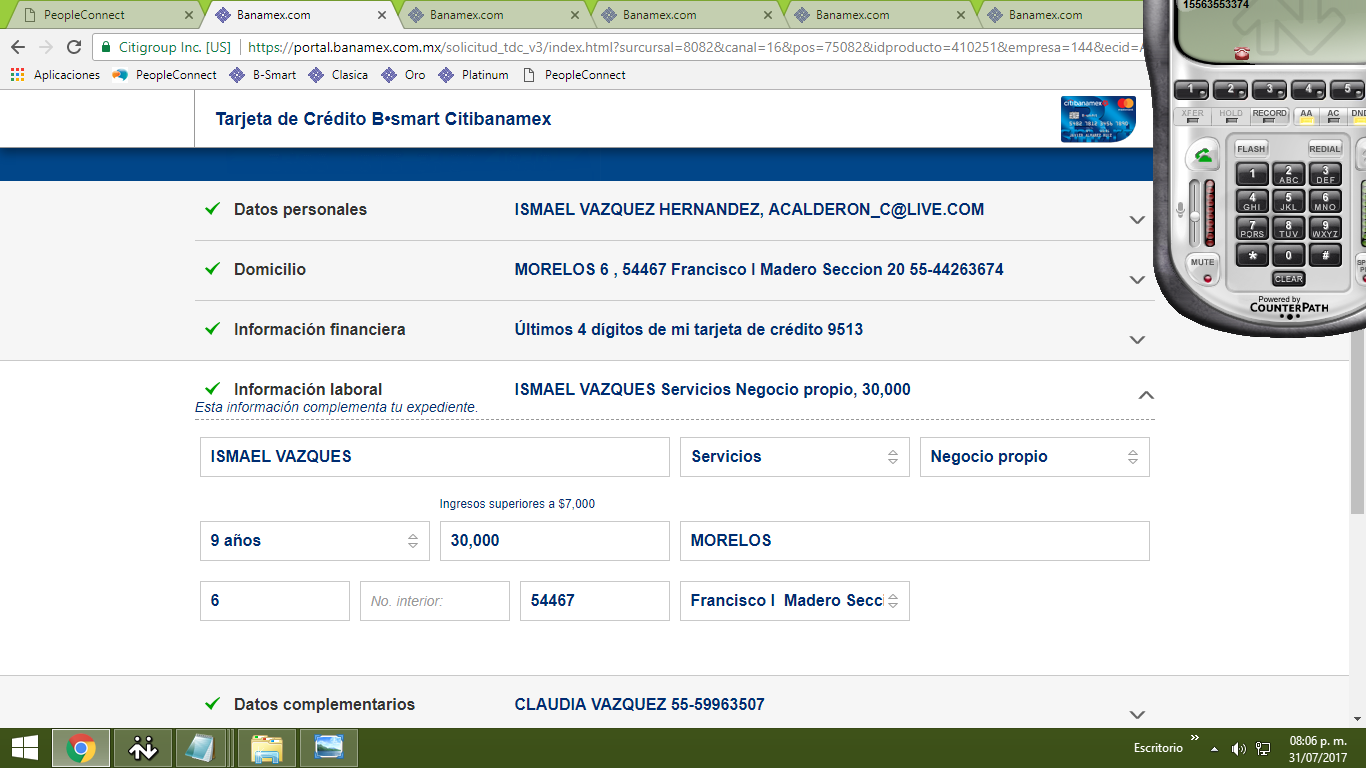 PeopleConnect
Banamex.com
Banamex.com
Banamex.com
Banamex.com
Banamex.com
15563553374
Citigroup Inc. [US] https://portal.banamex.com.mx/solicitud_tdc_v3/index.html?surcursal=8082&canal=16&pos=75082&idproducto=410251&empresa=144&ecid=
Aplicaciones PeopleConnect B-Smart Clasica Oro Platinum PeopleConnect
1 2 3 4 5
XFER HOLD RECORD AA AC DND
FLASH REDIAL
1 2 ABC 3 DEF
4 GHI 5 JKL 6 MNO
7 PQRS 8 TUV 9 WXYZ
* 0 #
MUTE
CLEAR
Powered by
COUNTERPATH
Tarjeta de Crédito B•smart Citibanamex
citibanamex
Datos personales ISMAEL VAZQUEZ HERNANDEZ, ACALDERON_C@LIVE.COM
Domicilio MORELOS 6 , 54467 Francisco I Madero Seccion 20 55-44263674
Información financiera Últimos 4 dígitos de mi tarjeta de crédito 9513
Información laboral ISMAEL VAZQUES Servicios Negocio propio, 30,000
Esta información complementa tu expediente.
ISMAEL VAZQUES Servicios Negocio propio
Ingresos superiores a $7,000
9 años 30,000 MORELOS
6 No. interior: 54467 Francisco I Madero Secc
Datos complementarios CLAUDIA VAZQUEZ 55-59963507
Escritorio
08:06 p. m.
31/07/2017